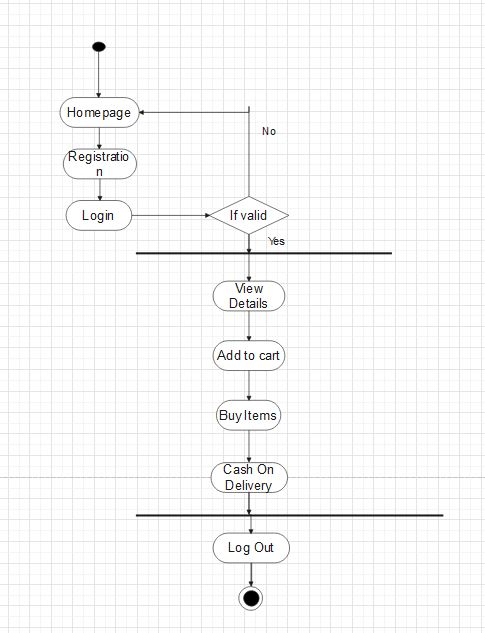 Homepage
No
Registratio
n
Login
If valid
Yes
View
Details
Add to cart
Buy Items
Cash On
Delivery
Log Out